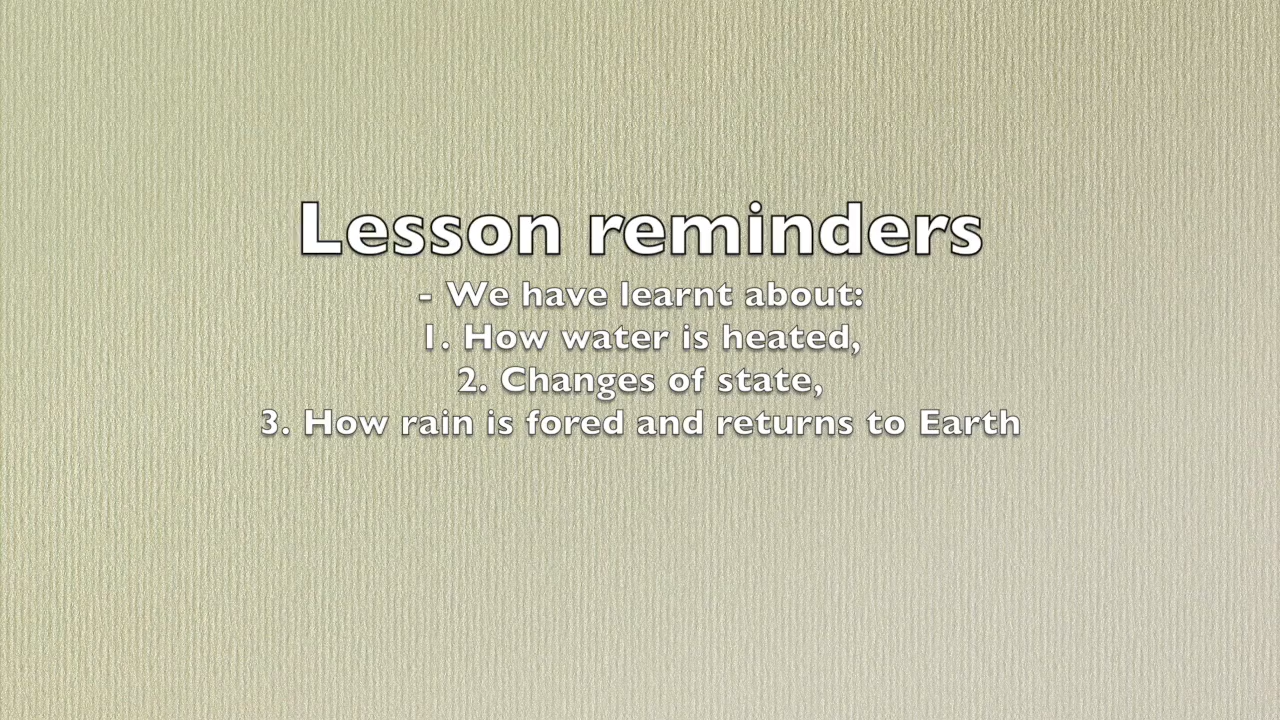 Lesson reminders
- We have learnt about:
1. How water is heated,
2. Changes of state,
3. How rain is fored and returns to Earth